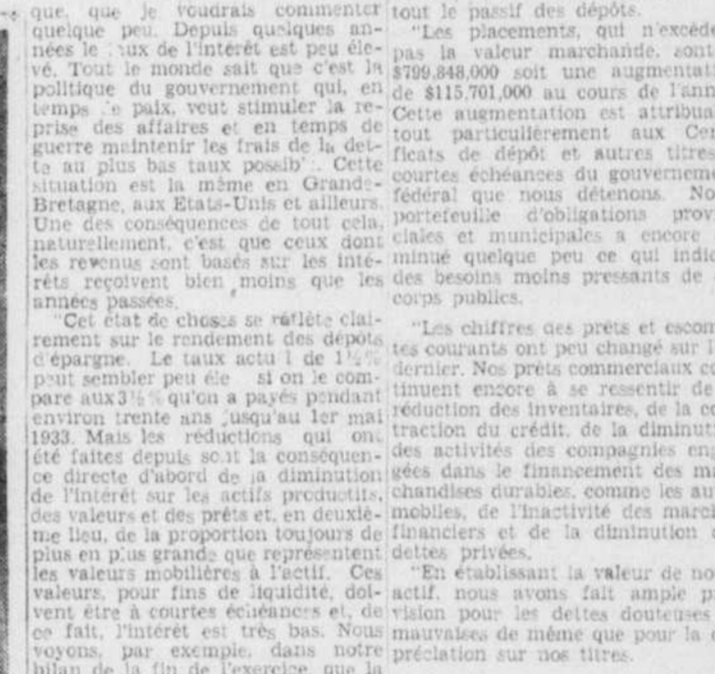 que, que je voudrais commenter
quelque peu. Depuis quelques an-
nées le ux de l'intérêt est peu éle-
vé. Tout le monde sait que c'est la
politique du gouvernement qui, en
temps e paix, veut stimuler la re-
prise des affaires et en temps de
guerre maintenir les frais de la det-
te au plus bas taux possib . Cette
situation est la même en Grande-
Bretagne, aux Etats-Unis et ailleurs.
Une des conséquences de tout cela,
naturellement, c'est que ceux dont
les revenus sont basés sur les inté-
rêts reçoivent bien moins que les
années passées.
"Cet état de choses se reflète clai-
rement sur le rendement des dépôts
d'épargne. Le taux actu l de 1½%
peut sembler peu éle si on le com-
pare aux 3½% qu'on a payés pendant
environ trente ans jusqu'au 1er mai
1933. Mais les réductions qui ont
été faites depuis sont la conséquen-
ce directe d'abord de la diminution
de l'intérêt sur les actifs productifs,
des valeurs et des prêts et, en deuxiè-
me lieu, de la proportion toujours de
plus en plus grande que représentent
les valeurs mobilières à l'actif. Ces
valeurs, pour fins de liquidité, doi-
vent être à courtes échéances et, de
ce fait, l'intérêt est très bas. Nous
voyons, par exemple, dans notre
bilan de la fin de l'exercice, que la
tout le passif des dépôts.
"Les placements, qui n'excède
pas la valeur marchande, sont
$799,848,000 soit une augmentat
de $115,701,000 au cours de l'ann
Cette augmentation est attribua
tout particulièrement aux Cer
ficats de dépôt et autres titres
courtes échéances du gouverneme
fédéral que nous détenons. No
portefeuille d'obligations prov
ciales et municipales a encore
minué quelque peu ce qui indic
des besoins moins pressants de
corps publics.
"Les chiffres des prêts et escom
tes courants ont peu changé sur l
dernier. Nos prêts commerciaux co
tinuent encore à se ressentir de
réduction des inventaires, de la co
traction du crédit, de la diminut
des activités des compagnies en
gées dans le financement des ma
chandises durables, comme les au
mobiles, de l'inactivité des marc
financiers et de la diminution
dettes privées.
"En établissant la valeur de no
actif, nous avons fait ample p
vision pour les dettes douteuses
mauvaises de même que pour la
préciation sur nos titres.